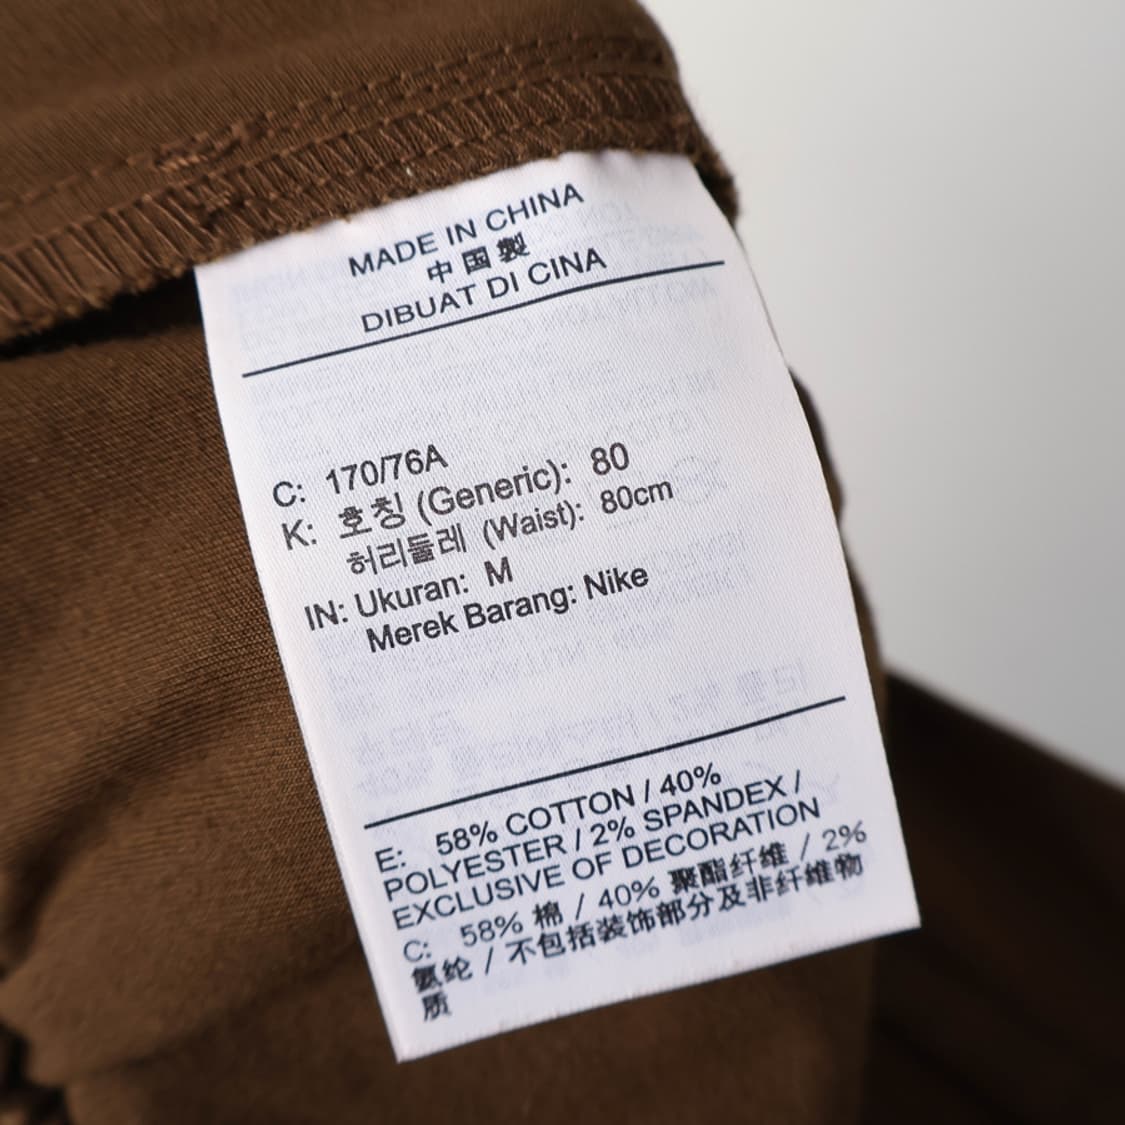 MADE IN CHINA
中国製
DIBUAT DI CINA
C: 170/76A
K: 호칭 (Generic): 80
허리둘레 (Waist): 80cm
IN: Ukuran: M
Merek Barang: Nike
E: 58% COTTON / 40%
POLYESTER / 2% SPANDEX /
EXCLUSIVE OF DECORATION
C: 58% 棉 / 40% 聚酯纤维 / 2%
氨纶 / 不包括装饰部分及非纤维物
质